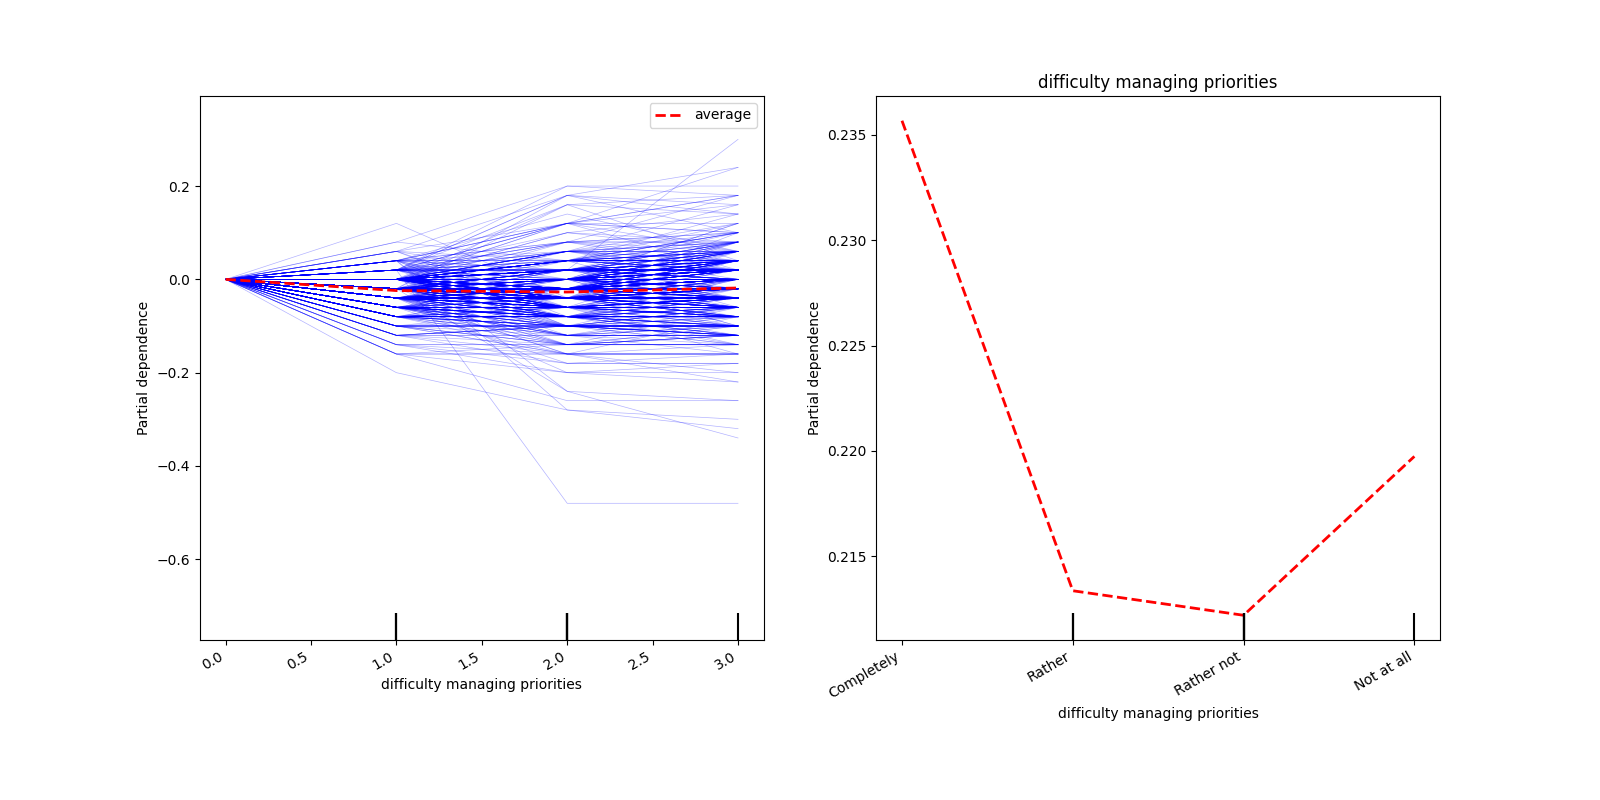 average
0.2
0.0
−0.2
−0.4
−0.6
Partial dependence
0.0
0.5
1.0
1.5
2.0
2.5
3.0
difficulty managing priorities
difficulty managing priorities
0.235
0.230
0.225
0.220
0.215
Partial dependence
Completely
Rather
Rather not
Not at all
difficulty managing priorities